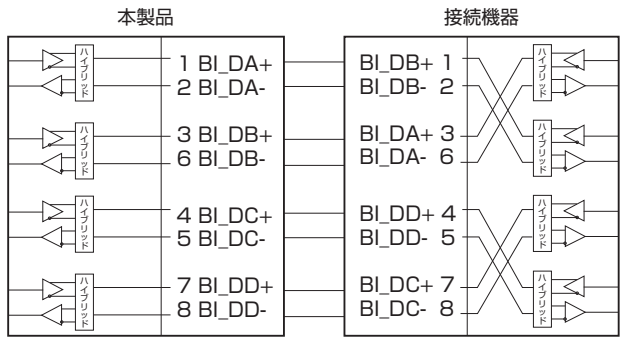 本製品
接続機器
ハイブリッド
1 BI_DA+
2 BI_DA-
ハイブリッド
3 BI_DB+
6 BI_DB-
ハイブリッド
4 BI_DC+
5 BI_DC-
ハイブリッド
7 BI_DD+
8 BI_DD-
BI_DB+ 1
BI_DB- 2
ハイブリッド
BI_DA+ 3
BI_DA- 6
ハイブリッド
BI_DD+ 4
BI_DD- 5
ハイブリッド
BI_DC+ 7
BI_DC- 8
ハイブリッド